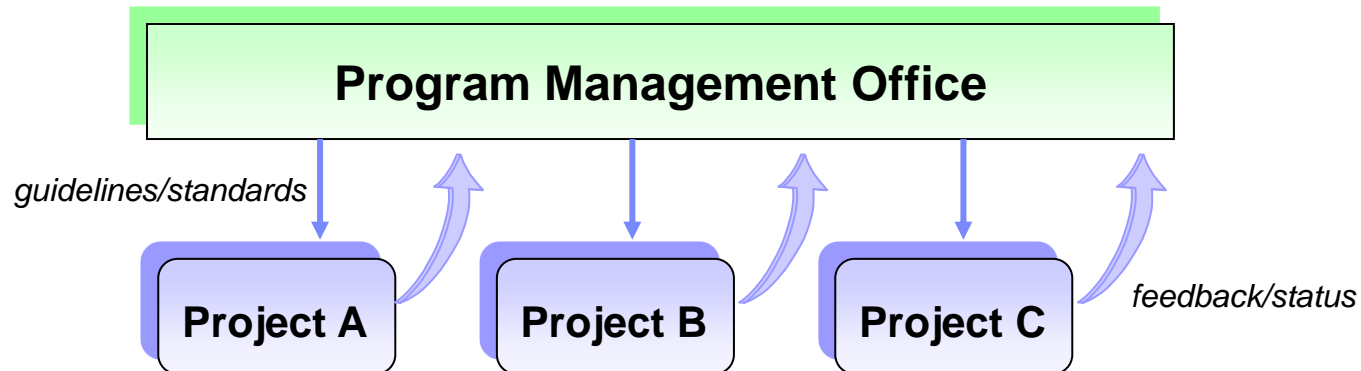 Program Management Office
guidelines/standards
Project A
Project B
Project C
feedback/status